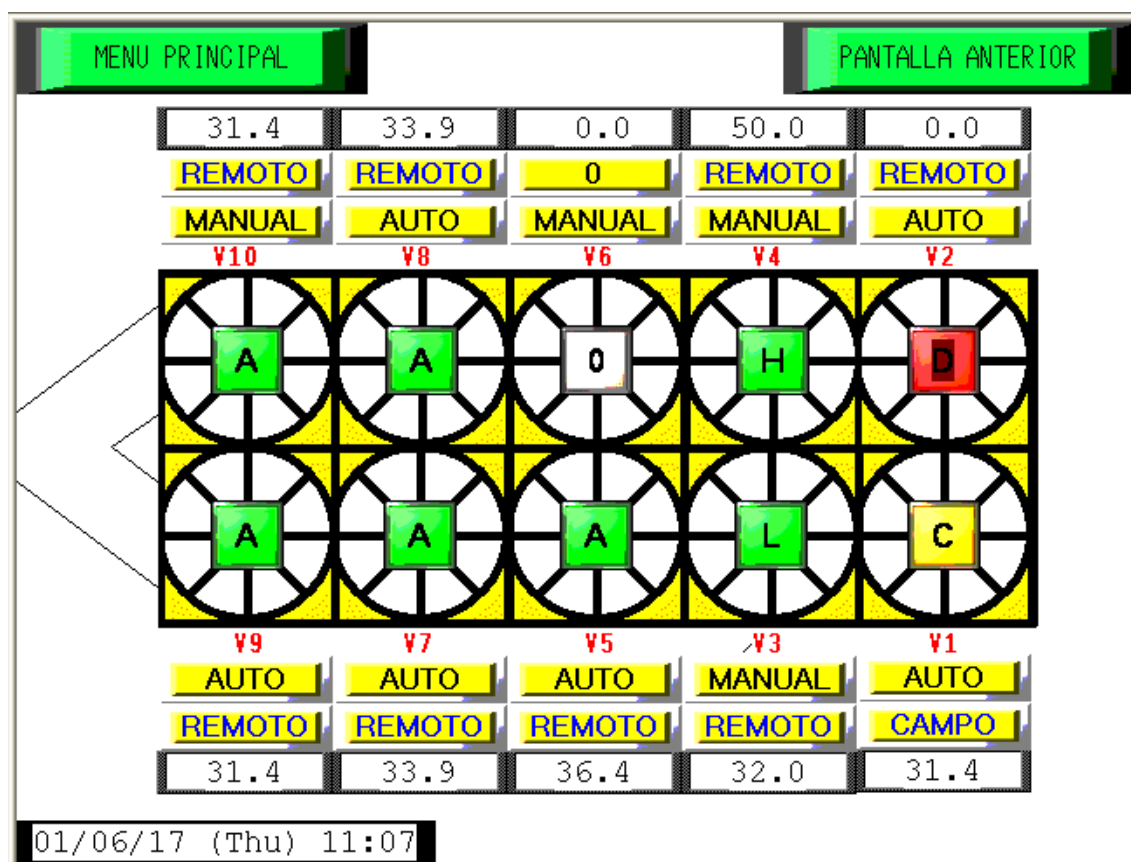 MENU PRINCIPAL PANTALLA ANTERIOR
31.4 33.9 0.0 50.0 0.0
REMOTO REMOTO 0 REMOTO REMOTO
MANUAL AUTO MANUAL MANUAL AUTO
V10 V8 V6 V4 V2
A A 0 H D
A A A L C
V9 V7 V5 V3 V1
AUTO AUTO AUTO MANUAL AUTO
REMOTO REMOTO REMOTO REMOTO CAMPO
31.4 33.9 36.4 32.0 31.4
01/06/17 (Thu) 11:07